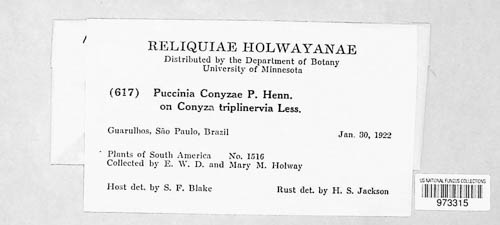 RELIQUIAE HOLWAYANAE
Distributed by the Department of Botany
University of Minnesota
(617) Puccinia Conyzae P. Henn.
on Conyza triplinervia Less.
Guarulhos, São Paulo, Brazil Jan. 30, 1922
Plants of South America No. 1516
Collected by E. W. D. and Mary M. Holway
Host det. by S. F. Blake Rust det. by H. S. Jackson
US NATIONAL FUNGUS COLLECTIONS
973315